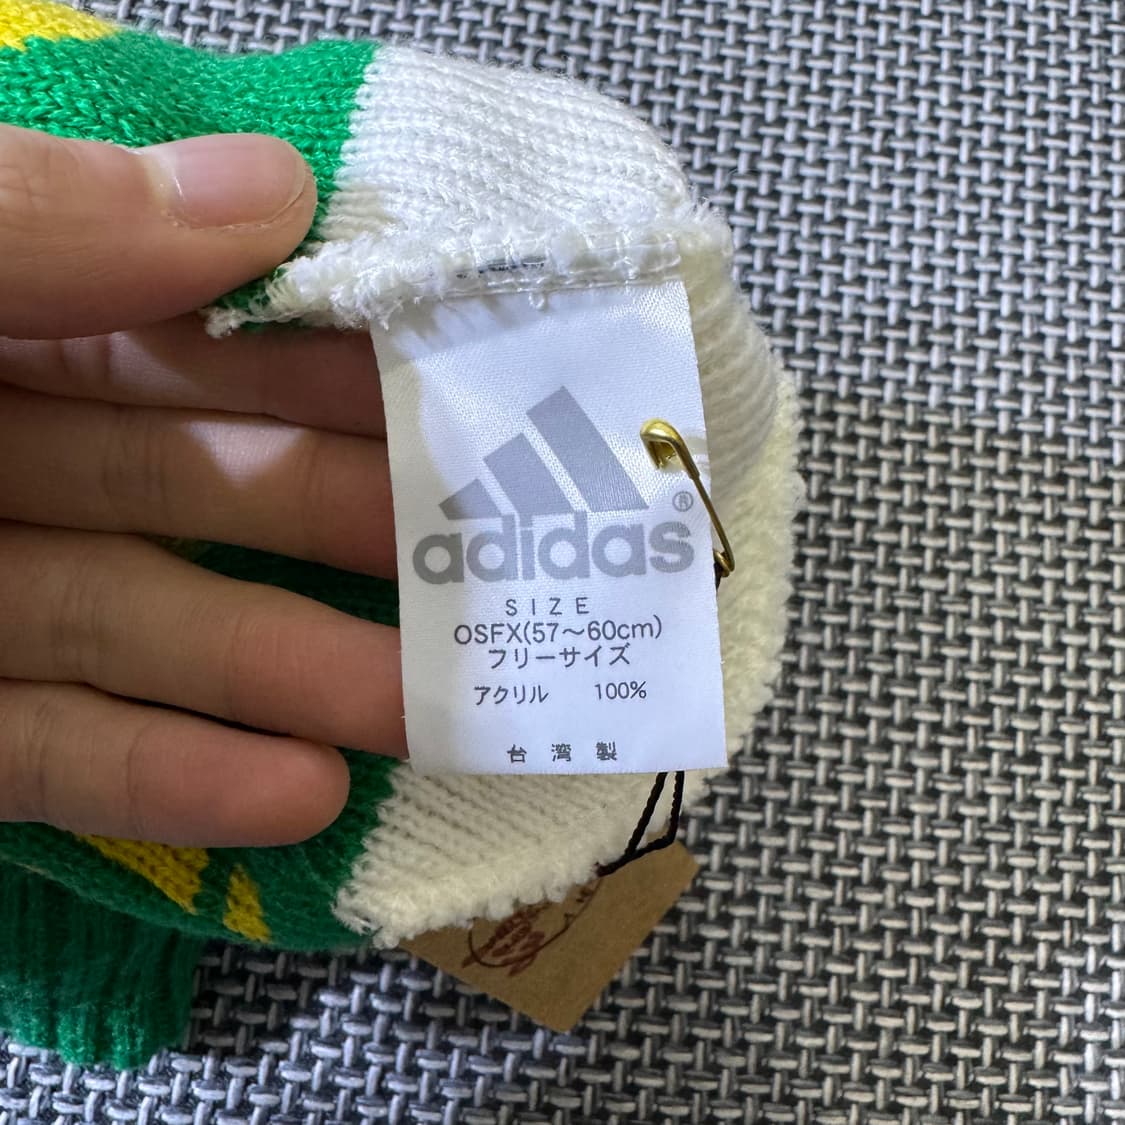 adidas®
SIZE
OSFX(57～60cm)
フリーサイズ
アクリル 100%
台湾製